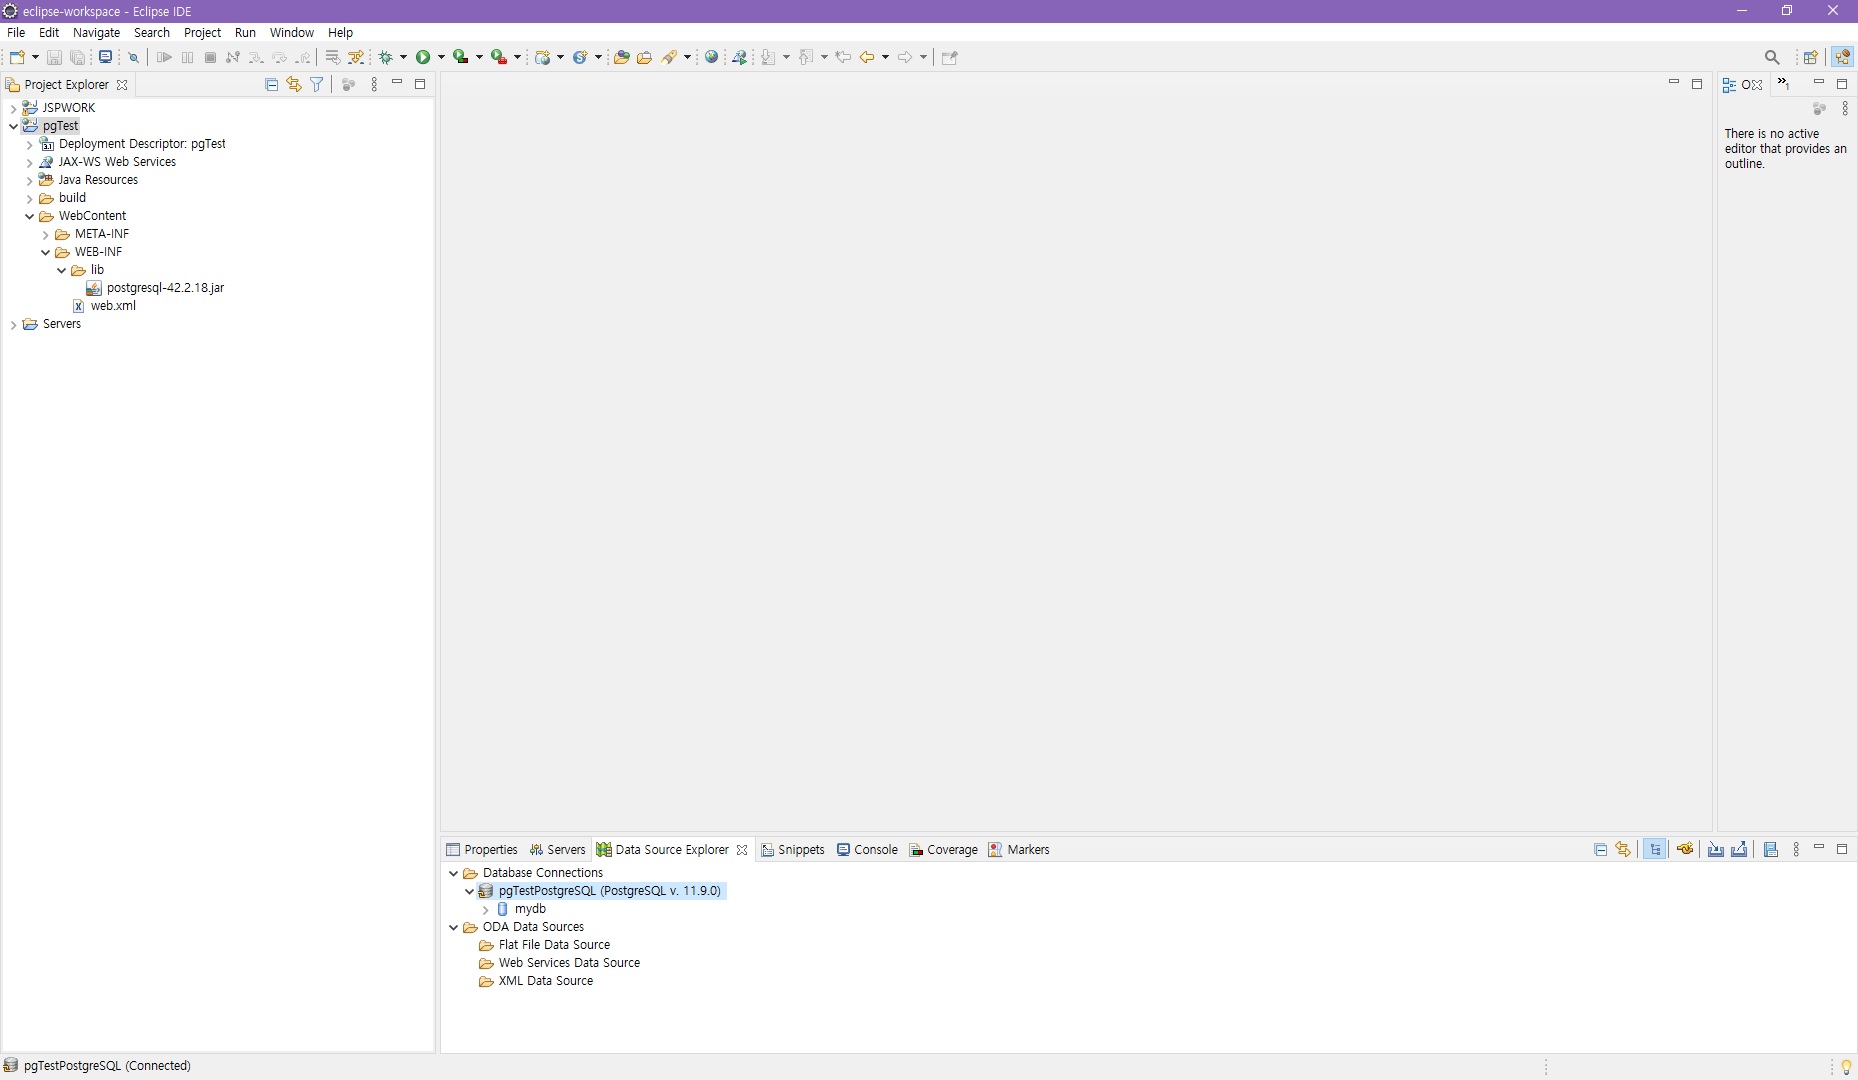 eclipse-workspace - Eclipse IDE
File Edit Navigate Search Project Run Window Help
Project Explorer
JSPWORK
pgTest
Deployment Descriptor: pgTest
JAX-WS Web Services
Java Resources
build
WebContent
META-INF
WEB-INF
lib
postgresql-42.2.18.jar
web.xml
Servers
O
»1
There is no active
editor that provides an
outline.
Properties Servers Data Source Explorer Snippets Console Coverage Markers
Database Connections
pgTestPostgreSQL (PostgreSQL v. 11.9.0)
mydb
ODA Data Sources
Flat File Data Source
Web Services Data Source
XML Data Source
pgTestPostgreSQL (Connected)